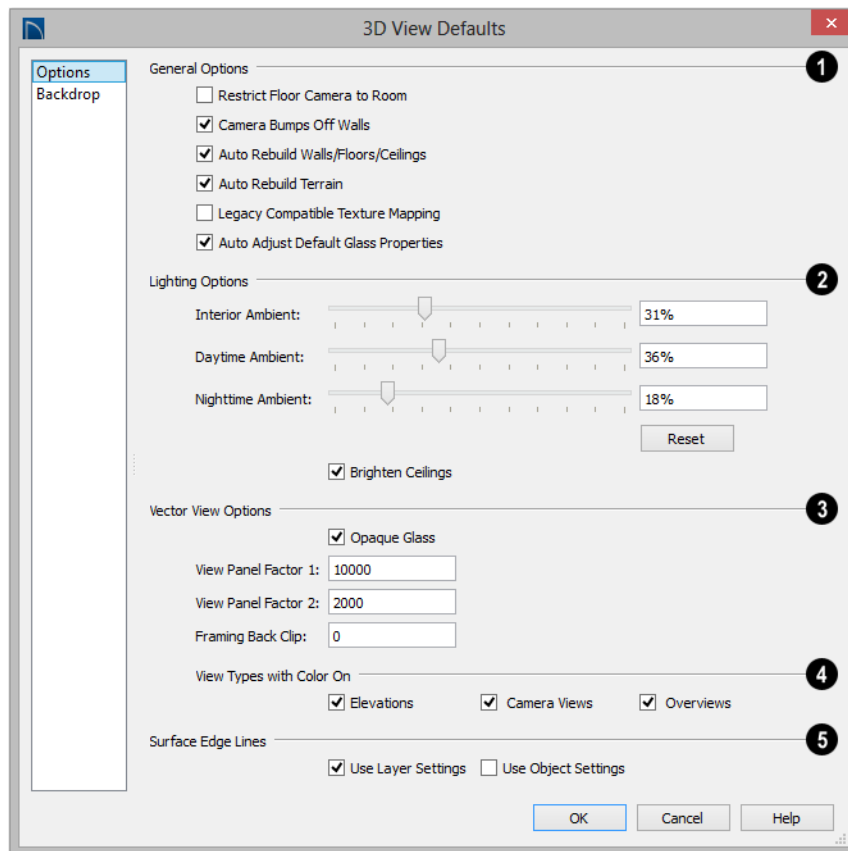 3D View Defaults
Options
Backdrop
General Options 1
Restrict Floor Camera to Room
Camera Bumps Off Walls
Auto Rebuild Walls/Floors/Ceilings
Auto Rebuild Terrain
Legacy Compatible Texture Mapping
Auto Adjust Default Glass Properties
Lighting Options 2
Interior Ambient: 31%
Daytime Ambient: 36%
Nighttime Ambient: 18%
Reset
Brighten Ceilings
Vector View Options 3
Opaque Glass
View Panel Factor 1: 10000
View Panel Factor 2: 2000
Framing Back Clip: 0
View Types with Color On 4
Elevations Camera Views Overviews
Surface Edge Lines 5
Use Layer Settings Use Object Settings
OK Cancel Help